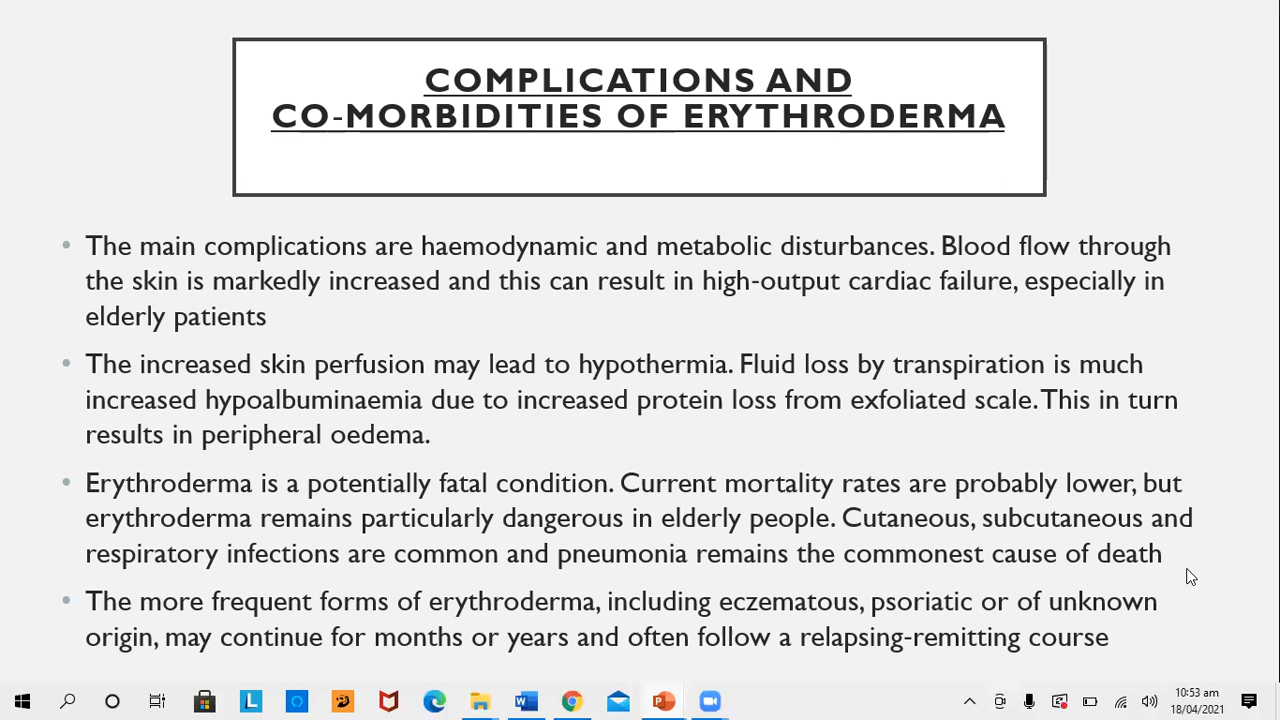 COMPLICATIONS AND
CO-MORBIDITIES OF ERYTHRODERMA
• The main complications are haemodynamic and metabolic disturbances. Blood flow through
the skin is markedly increased and this can result in high-output cardiac failure, especially in
elderly patients
• The increased skin perfusion may lead to hypothermia. Fluid loss by transpiration is much
increased hypoalbuminaemia due to increased protein loss from exfoliated scale. This in turn
results in peripheral oedema.
• Erythroderma is a potentially fatal condition. Current mortality rates are probably lower, but
erythroderma remains particularly dangerous in elderly people. Cutaneous, subcutaneous and
respiratory infections are common and pneumonia remains the commonest cause of death
• The more frequent forms of erythroderma, including eczematous, psoriatic or of unknown
origin, may continue for months or years and often follow a relapsing-remitting course
L
W
P
10:53 am
18/04/2021